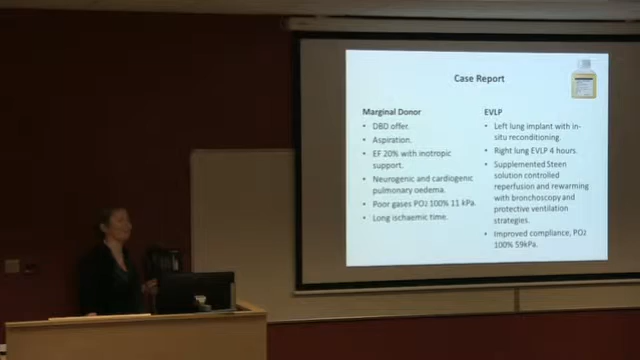 Case Report
Marginal Donor
• DBD offer.
• Aspiration.
• EF 20% with inotropic
support.
• Neurogenic and cardiogenic
pulmonary oedema.
• Poor gases PO2 100% 11 kPa.
• Long ischaemic time.
EVLP
• Left lung implant with in-
situ reconditioning.
• Right lung EVLP 4 hours.
• Supplemented Steen
solution controlled
reperfusion and rewarming
with bronchoscopy and
protective ventilation
strategies.
• Improved compliance, PO2
100% 59kPa.